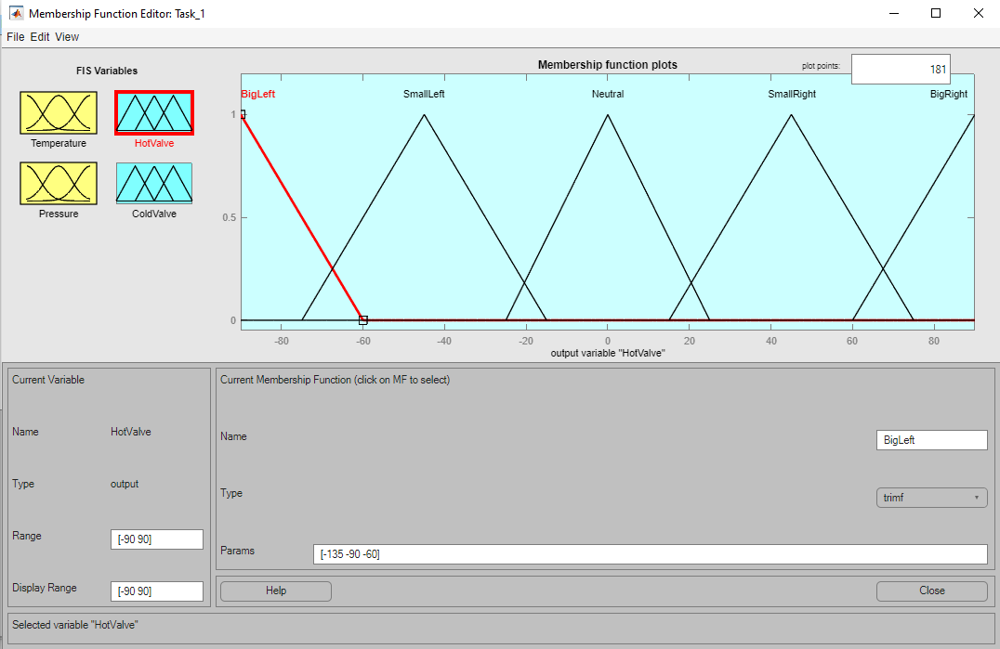 Membership Function Editor: Task_1
File Edit View
FIS Variables
Temperature
HotValve
Pressure
ColdValve
Membership function plots
plot points:
181
BigLeft
SmallLeft
Neutral
SmallRight
BigRight
1
0.5
0
-80
-60
-40
-20
0
20
40
60
80
output variable "HotValve"
Current Variable
Name HotValve
Type output
Range [-90 90]
Display Range [-90 90]
Current Membership Function (click on MF to select)
Name BigLeft
Type trimf
Params [-135 -90 -60]
Help
Close
Selected variable "HotValve"